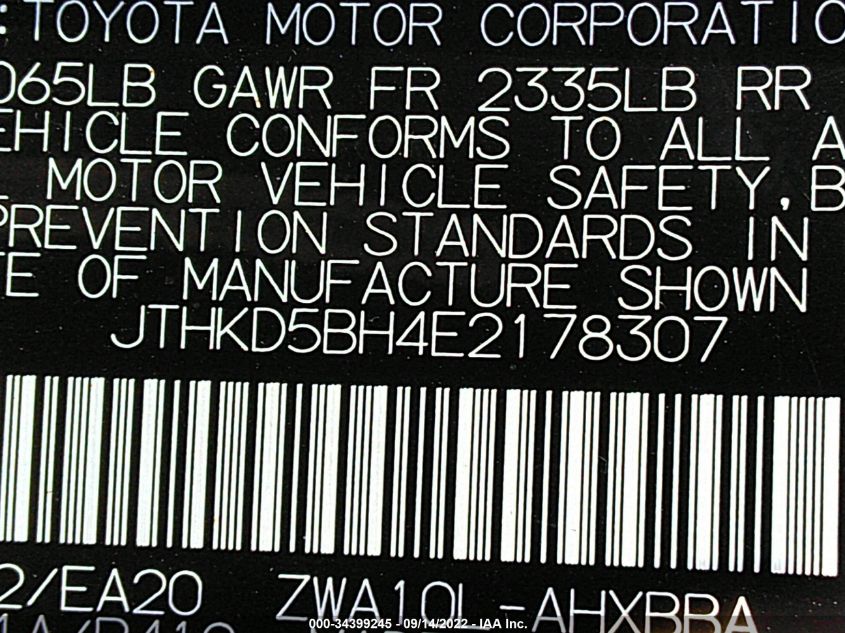 :TOYOTA MOTOR CORPORATIO
065LB GAWR FR 2335LB RR
EHICLE CONFORMS TO ALL A
L MOTOR VEHICLE SAFETY, B
PREVENTION STANDARDS IN
TE OF MANUFACTURE SHOWN
JTHKD5BH4E2178307
2/EA20 ZWA10L-AHXBBA
000-34399245 - 09/14/2022 - IAA Inc.